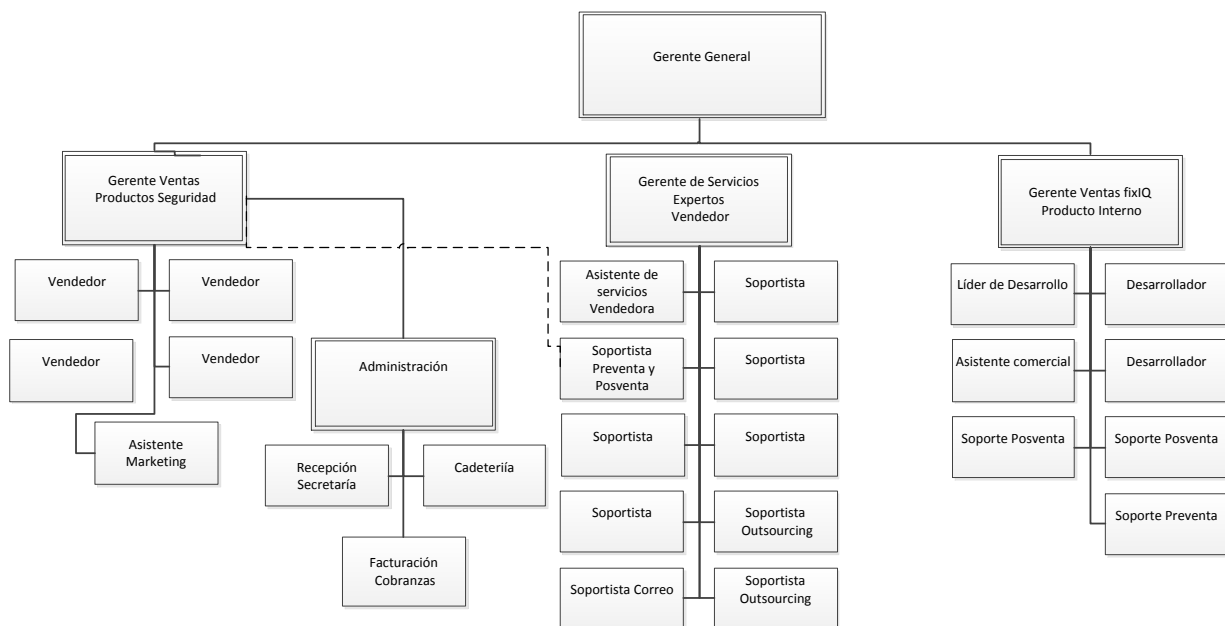 Gerente General
Gerente Ventas
Productos Seguridad
Gerente de Servicios
Expertos
Vendedor
Gerente Ventas fixIQ
Producto Interno
Vendedor
Vendedor
Vendedor
Vendedor
Asistente
Marketing
Administración
Recepción
Secretaría
Cadeteriía
Facturación
Cobranzas
Asistente de
servicios
Vendedora
Soportista
Soportista
Preventa y
Posventa
Soportista
Soportista
Soportista
Soportista
Soportista
Outsourcing
Soportista Correo
Soportista
Outsourcing
Líder de Desarrollo
Desarrollador
Asistente comercial
Desarrollador
Soporte Posventa
Soporte Posventa
Soporte Preventa